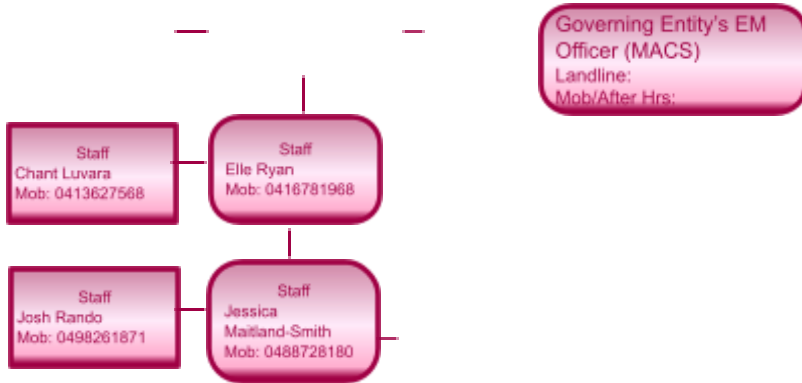 Governing Entity's EM
Officer (MACS)
Landline:
Mob/After Hrs:
Staff
Chant Luvara
Mob: 0413627568
Staff
Elle Ryan
Mob: 0416781968
Staff
Josh Rando
Mob: 0498261871
Staff
Jessica
Maitland-Smith
Mob: 0488728180